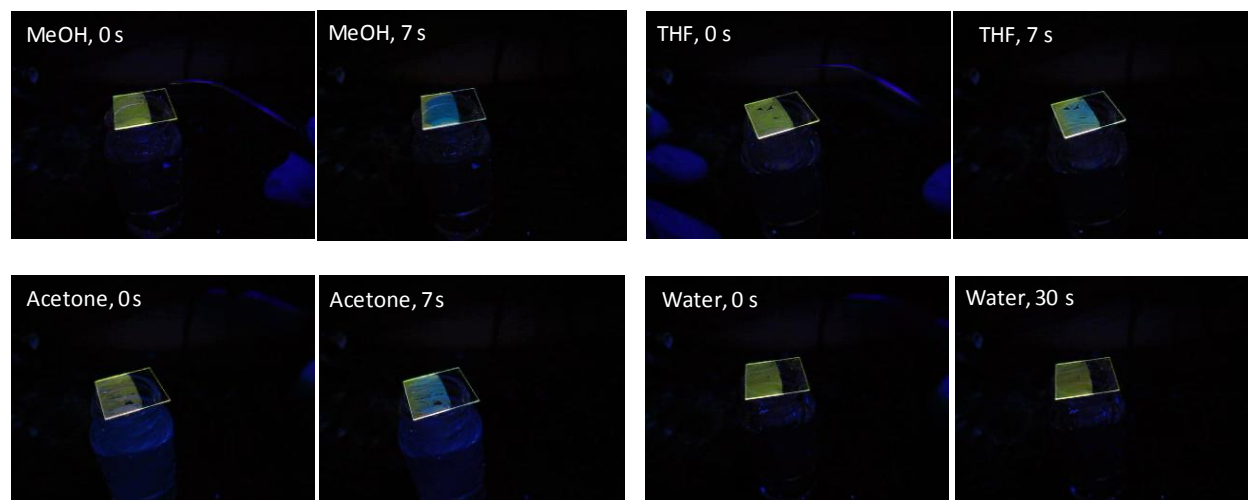 MeOH, 0 s
MeOH, 7 s
THF, 0 s
THF, 7 s
Acetone, 0 s
Acetone, 7 s
Water, 0 s
Water, 30 s